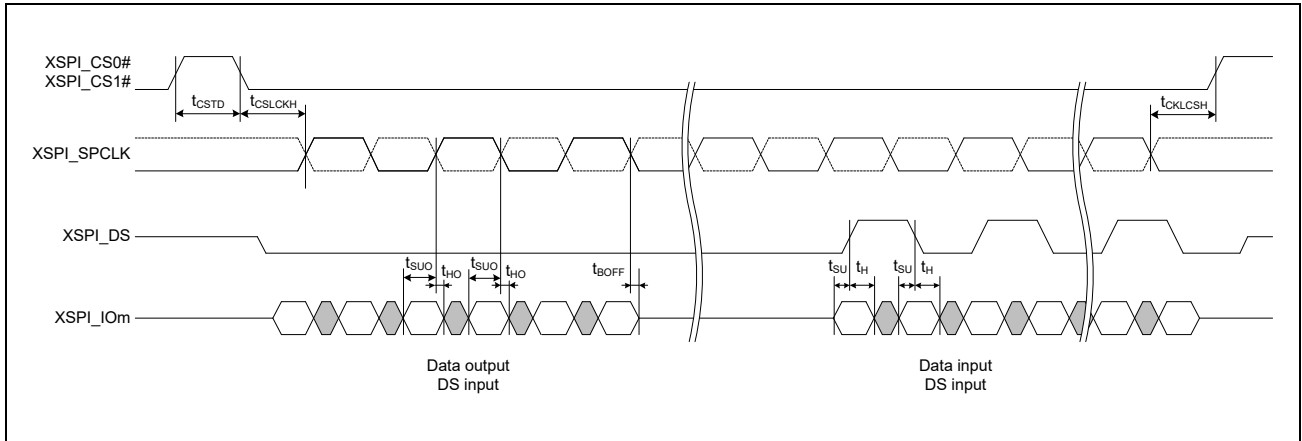 XSPI_CS0#
XSPI_CS1#
tCSTD
tCSLCKH
tCKLCSH
XSPI_SPCLK
XSPI_DS
tSUO
tHO
tSUO
tHO
tBOFF
tSU
tH
tSU
tH
XSPI_IOm
Data output
DS input
Data input
DS input